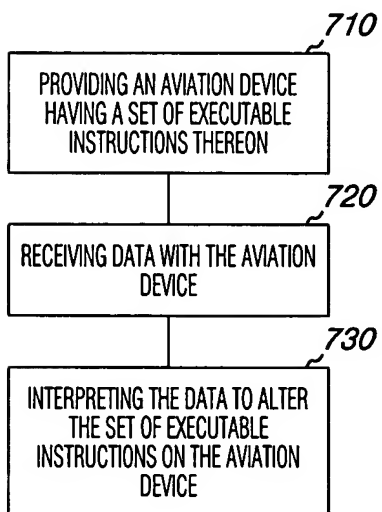 710
PROVIDING AN AVIATION DEVICE
HAVING A SET OF EXECUTABLE
INSTRUCTIONS THEREON
720
RECEIVING DATA WITH THE AVIATION
DEVICE
730
INTERPRETING THE DATA TO ALTER
THE SET OF EXECUTABLE
INSTRUCTIONS ON THE AVIATION
DEVICE